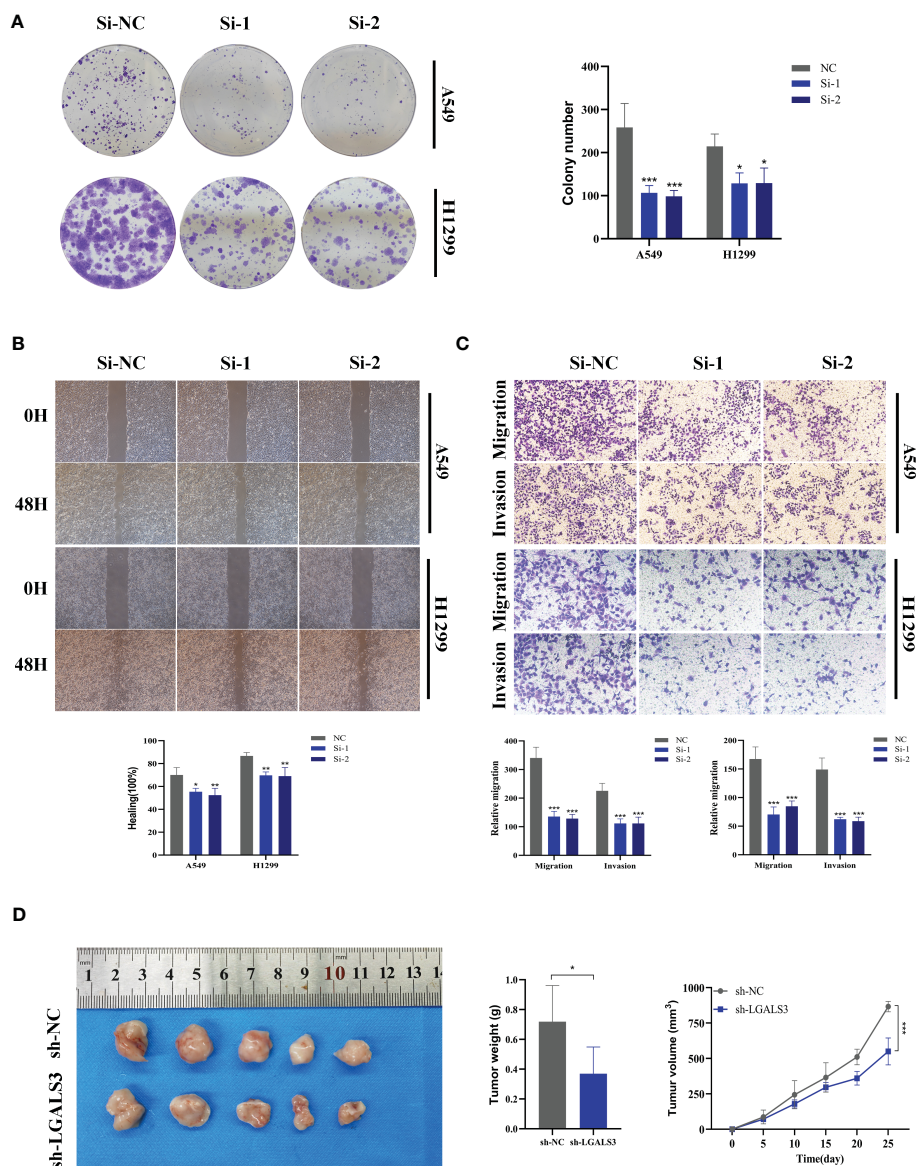 A
Si-NC Si-1 Si-2
A549
H1299
Colony number
400
300
200
100
0
NC
Si-1
Si-2
*** *** * *
A549 H1299
B
Si-NC Si-1 Si-2
0H
48H
A549
0H
48H
H1299
Healing(100%)
100
80
60
40
20
0
NC
Si-1
Si-2
* ** ** **
A549 H1299
C
Si-NC Si-1 Si-2
Migration
Invasion
A549
Migration
Invasion
H1299
Relative migration
400
300
200
100
0
NC
Si-1
Si-2
*** *** *** ***
Migration Invasion
Relative migration
200
150
100
50
0
NC
Si-1
Si-2
*** *** *** ***
Migration Invasion
D
mm mm
1 2 3 4 5 6 7 8 9 10 11 12 13 14
sh-NC
sh-LGALS3
Tumor weight (g)
1.0
0.8
0.6
0.4
0.2
0.0
*
sh-NC sh-LGALS3
Tumur volume (mm³)
1000
750
500
250
0
sh-NC
sh-LGALS3
***
0 5 10 15 20 25
Time(day)